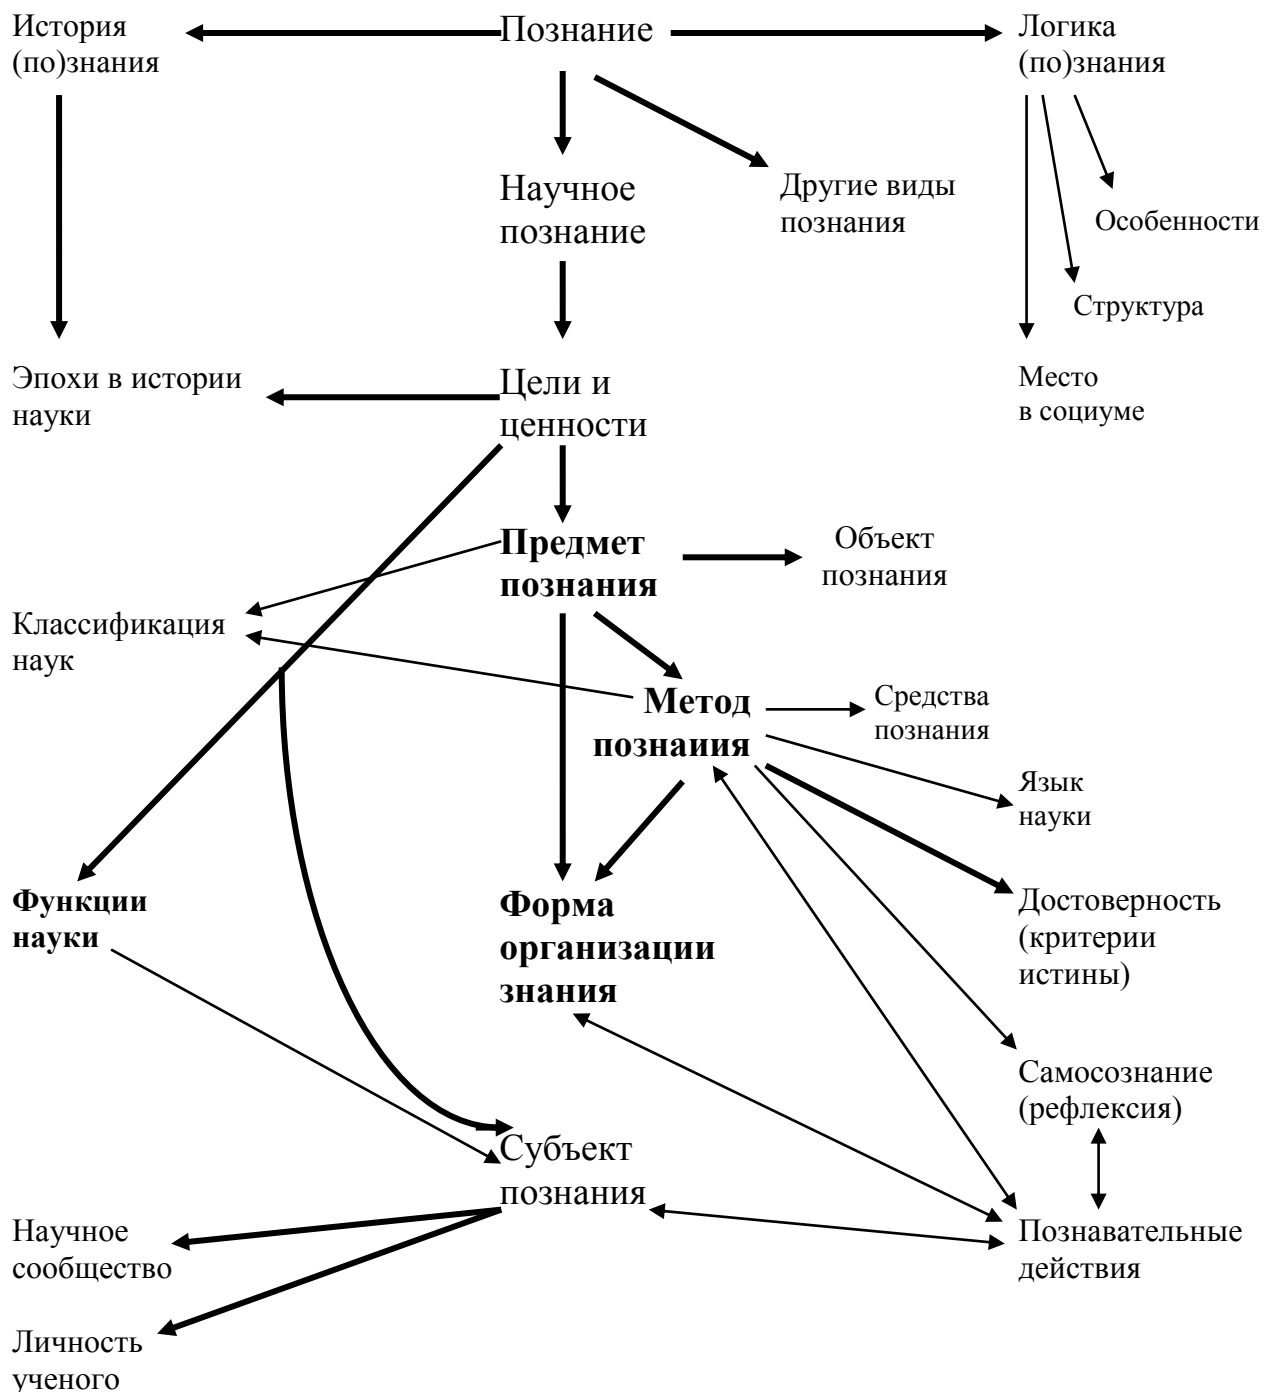 История
(по)знания
Познание
Логика
(по)знания
Научное
познание
Другие виды
познания
Особенности
Структура
Эпохи в истории
науки
Цели и
ценности
Место
в социуме
Предмет
познания
Объект
познания
Классификация
наук
Метод
познаиия
Средства
познания
Язык
науки
Функции
науки
Форма
организации
знания
Достоверность
(критерии
истины)
Самосознание
(рефлексия)
Субъект
познания
Научное
сообщество
Познавательные
действия
Личность
ученого